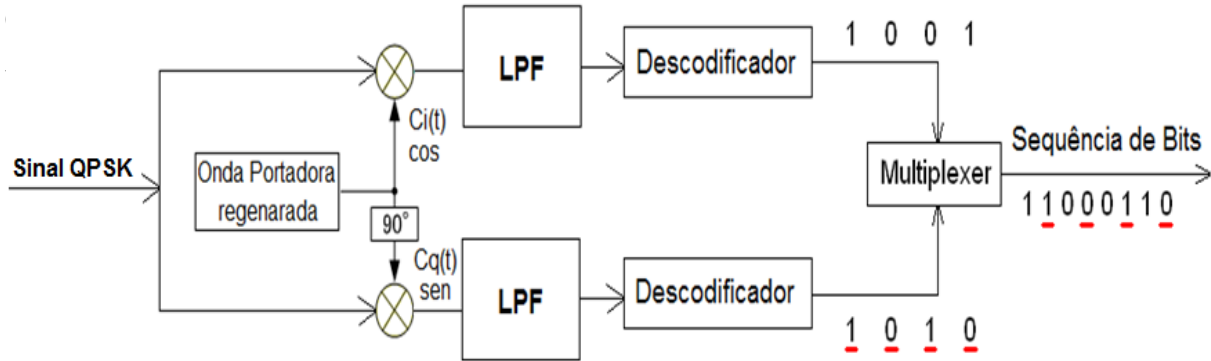 1 0 0 1
LPF
Descodificador
Ci(t)
cos
Sinal QPSK
Onda Portadora
regenarada
90°
Multiplexer
Sequência de Bits
1 1 0 0 0 1 1 0
Cq(t)
sen
LPF
Descodificador
1 0 1 0